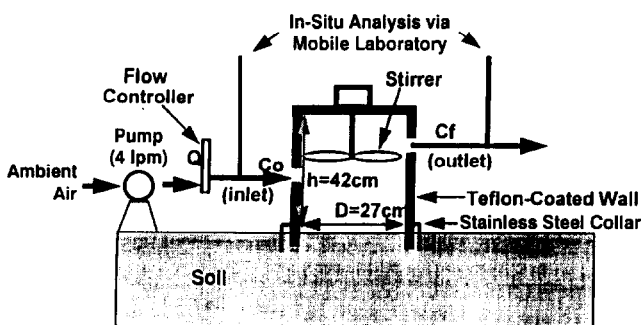 In-Situ Analysis via
Mobile Laboratory
Flow
Controller
Stirrer
Pump
(4 lpm)
Q
Co
Cf
Ambient
Air
(inlet)
(outlet)
h=42cm
Teflon-Coated Wall
D=27cm
Stainless Steel Collar
Soil